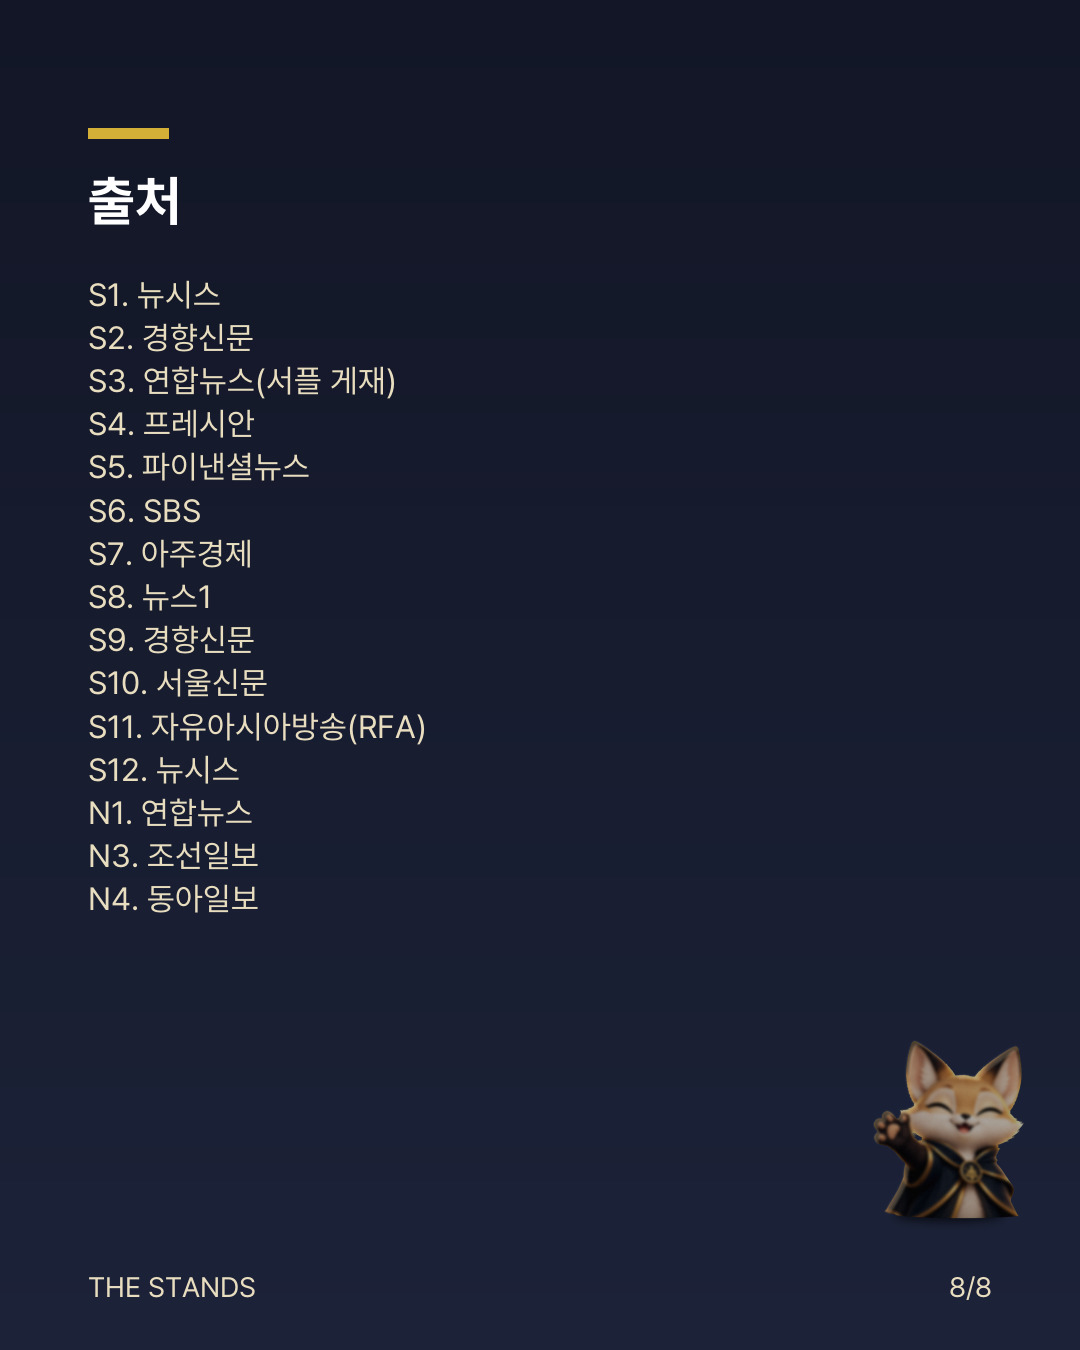 출처
S1. 뉴시스
S2. 경향신문
S3. 연합뉴스(서플 게재)
S4. 프레시안
S5. 파이낸셜뉴스
S6. SBS
S7. 아주경제
S8. 뉴스1
S9. 경향신문
S10. 서울신문
S11. 자유아시아방송(RFA)
S12. 뉴시스
N1. 연합뉴스
N3. 조선일보
N4. 동아일보
THE STANDS
8/8